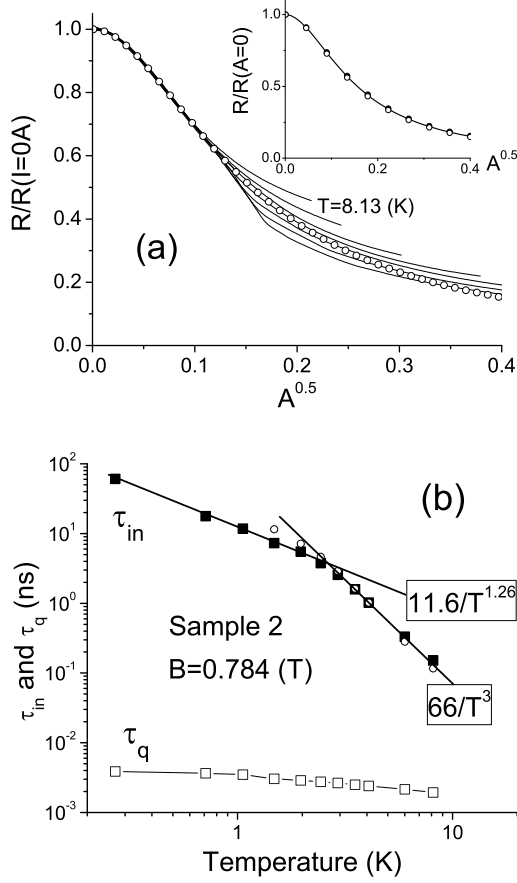 1.0
0.8
0.6
0.4
0.2
0.0
R/R(I=0A)
0.0 0.1 0.2 0.3 0.4
A^0.5
(a)
T=8.13 (K)
1.0
0.5
0.0
R/R(A=0)
0.0 0.2 0.4
A^0.5
(b)
10^2
10^1
10^0
10^-1
10^-2
10^-3
τ_in and τ_q (ns)
τ_in
11.6/T^1.26
Sample 2
B=0.784 (T)
66/T^3
τ_q
1 10
Temperature (K)